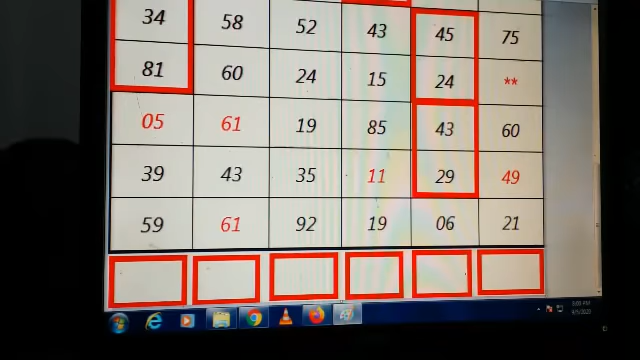 34 58 52 43 45 75
81 60 24 15 24 **
05 61 19 85 43 60
39 43 35 11 29 49
59 61 92 19 06 21